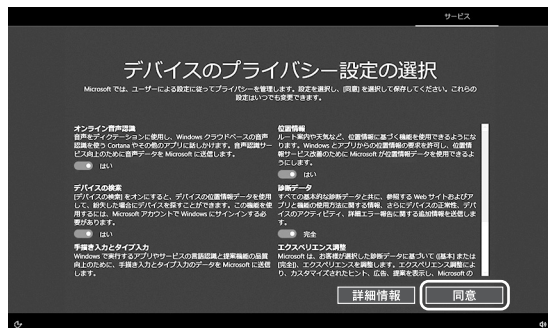 サービス
デバイスのプライバシー設定の選択
Microsoft では、ユーザーによる設定に従ってプライバシーを管理します。設定を選択し、[同意] を選択して保存してください。これらの
設定はいつでも変更できます。
オンライン音声認識
音声をディクテーションに使用し、Windows クラウドベースの音声
認識を使う Cortana やその他のアプリに話しかけます。音声認識サー
ビス向上のために音声データを Microsoft に送信します。
はい
デバイスの検索
[デバイスの検索] をオンにすると、デバイスの位置情報データを使用
して、紛失した場合にデバイスを探すことができます。この機能を使
用するには、Microsoft アカウントで Windows にサインインする必
要があります。
はい
手書き入力とタイプ入力
Windows で実行するアプリやサービスの言語認識と提案機能の品質
向上のために、手書き入力とタイプ入力のデータを Microsoft に送信
します。
位置情報
ルート案内や天気など、位置情報に基づく機能を使用できるようにな
ります。Windows とアプリからの位置情報の要求を許可し、位置情
報サービス改善のために Microsoft が位置情報データを使用できるよ
うにします。
はい
診断データ
すべての基本的な診断データと共に、参照する Web サイトおよびア
プリと機能の使用方法に関する情報、さらにデバイスの正常性、デバ
イスのアクティビティ、詳細エラー報告に関する追加情報を送信しま
す。
完全
エクスペリエンス調整
Microsoft は、お客様が選択した診断データに基づいて ([基本] または
[完全])、エクスペリエンスを調整します。エクスペリエンス調整によ
り、カスタマイズされたヒント、広告、提案を表示し、Microsoft の
詳細情報
同意